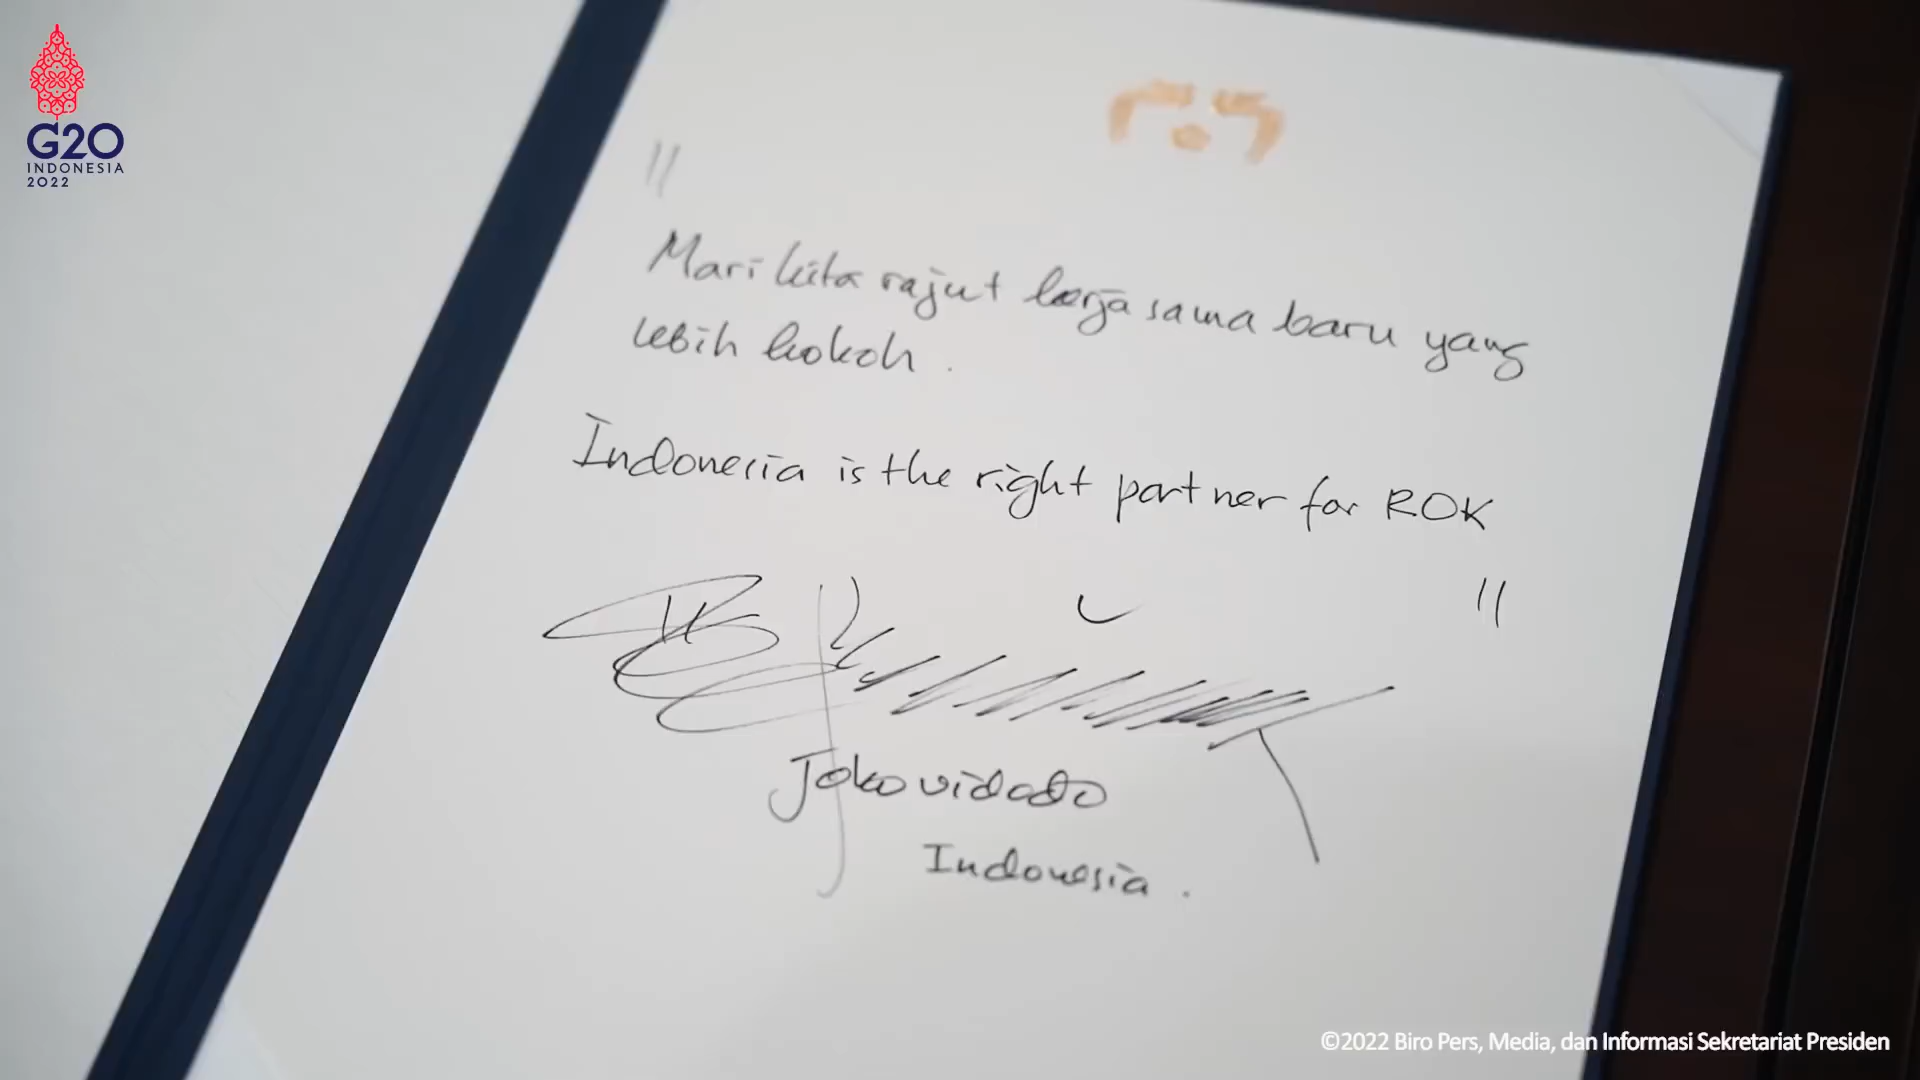 G20
INDONESIA
2022
"
Mari kita rajut kerja sama baru yang
lebih kokoh.
Indonesia is the right partner for ROK
"
Joko widodo
Indonesia.
©2022 Biro Pers, Media, dan Informasi Sekretariat Presiden